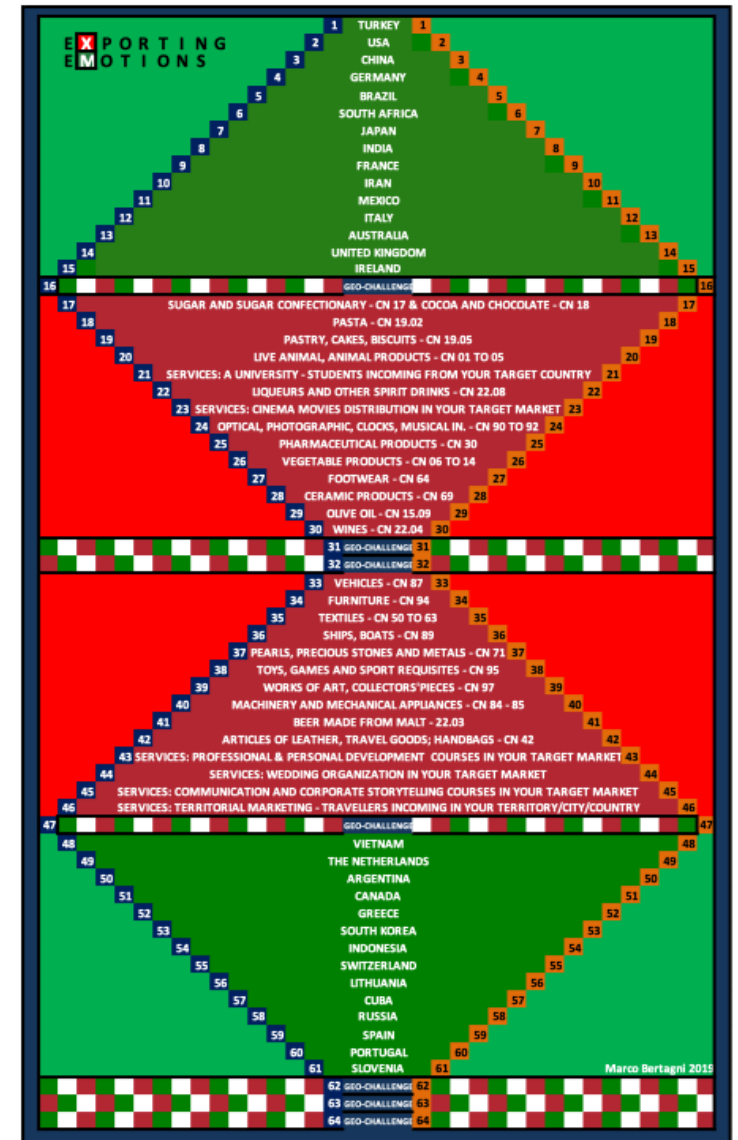 EXPORTING
EMOTIONS
1 TURKEY 1
2 USA 2
3 CHINA 3
4 GERMANY 4
5 BRAZIL 5
6 SOUTH AFRICA 6
7 JAPAN 7
8 INDIA 8
9 FRANCE 9
10 IRAN 10
11 MEXICO 11
12 ITALY 12
13 AUSTRALIA 13
14 UNITED KINGDOM 14
15 IRELAND 15
16 GEO-CHALLENGE 16
17 SUGAR AND SUGAR CONFECTIONARY - CN 17 & COCOA AND CHOCOLATE - CN 18 17
18 PASTA - CN 19.02 18
19 PASTRY, CAKES, BISCUITS - CN 19.05 19
20 LIVE ANIMAL, ANIMAL PRODUCTS - CN 01 TO 05 20
21 SERVICES: A UNIVERSITY - STUDENTS INCOMING FROM YOUR TARGET COUNTRY 21
22 LIQUEURS AND OTHER SPIRIT DRINKS - CN 22.08 22
23 SERVICES: CINEMA MOVIES DISTRIBUTION IN YOUR TARGET MARKET 23
24 OPTICAL, PHOTOGRAPHIC, CLOCKS, MUSICAL IN. - CN 90 TO 92 24
25 PHARMACEUTICAL PRODUCTS - CN 30 25
26 VEGETABLE PRODUCTS - CN 06 TO 14 26
27 FOOTWEAR - CN 64 27
28 CERAMIC PRODUCTS - CN 69 28
29 OLIVE OIL - CN 15.09 29
30 WINES - CN 22.04 30
31 GEO-CHALLENGE 31
32 GEO-CHALLENGE 32
33 VEHICLES - CN 87 33
34 FURNITURE - CN 94 34
35 TEXTILES - CN 50 TO 63 35
36 SHIPS, BOATS - CN 89 36
37 PEARLS, PRECIOUS STONES AND METALS - CN 71 37
38 TOYS, GAMES AND SPORT REQUISITES - CN 95 38
39 WORKS OF ART, COLLECTORS'PIECES - CN 97 39
40 MACHINERY AND MECHANICAL APPLIANCES - CN 84 - 85 40
41 BEER MADE FROM MALT - 22.03 41
42 ARTICLES OF LEATHER, TRAVEL GOODS; HANDBAGS - CN 42 42
43 SERVICES: PROFESSIONAL & PERSONAL DEVELOPMENT COURSES IN YOUR TARGET MARKET 43
44 SERVICES: WEDDING ORGANIZATION IN YOUR TARGET MARKET 44
45 SERVICES: COMMUNICATION AND CORPORATE STORYTELLING COURSES IN YOUR TARGET MARKET 45
46 SERVICES: TERRITORIAL MARKETING - TRAVELLERS INCOMING IN YOUR TERRITORY/CITY/COUNTRY 46
47 GEO-CHALLENGE 47
48 VIETNAM 48
49 THE NETHERLANDS 49
50 ARGENTINA 50
51 CANADA 51
52 GREECE 52
53 SOUTH KOREA 53
54 INDONESIA 54
55 SWITZERLAND 55
56 LITHUANIA 56
57 CUBA 57
58 RUSSIA 58
59 SPAIN 59
60 PORTUGAL 60
61 SLOVENIA 61 Marco Bertagni 2019
62 GEO-CHALLENGE 62
63 GEO-CHALLENGE 63
64 GEO-CHALLENGE 64